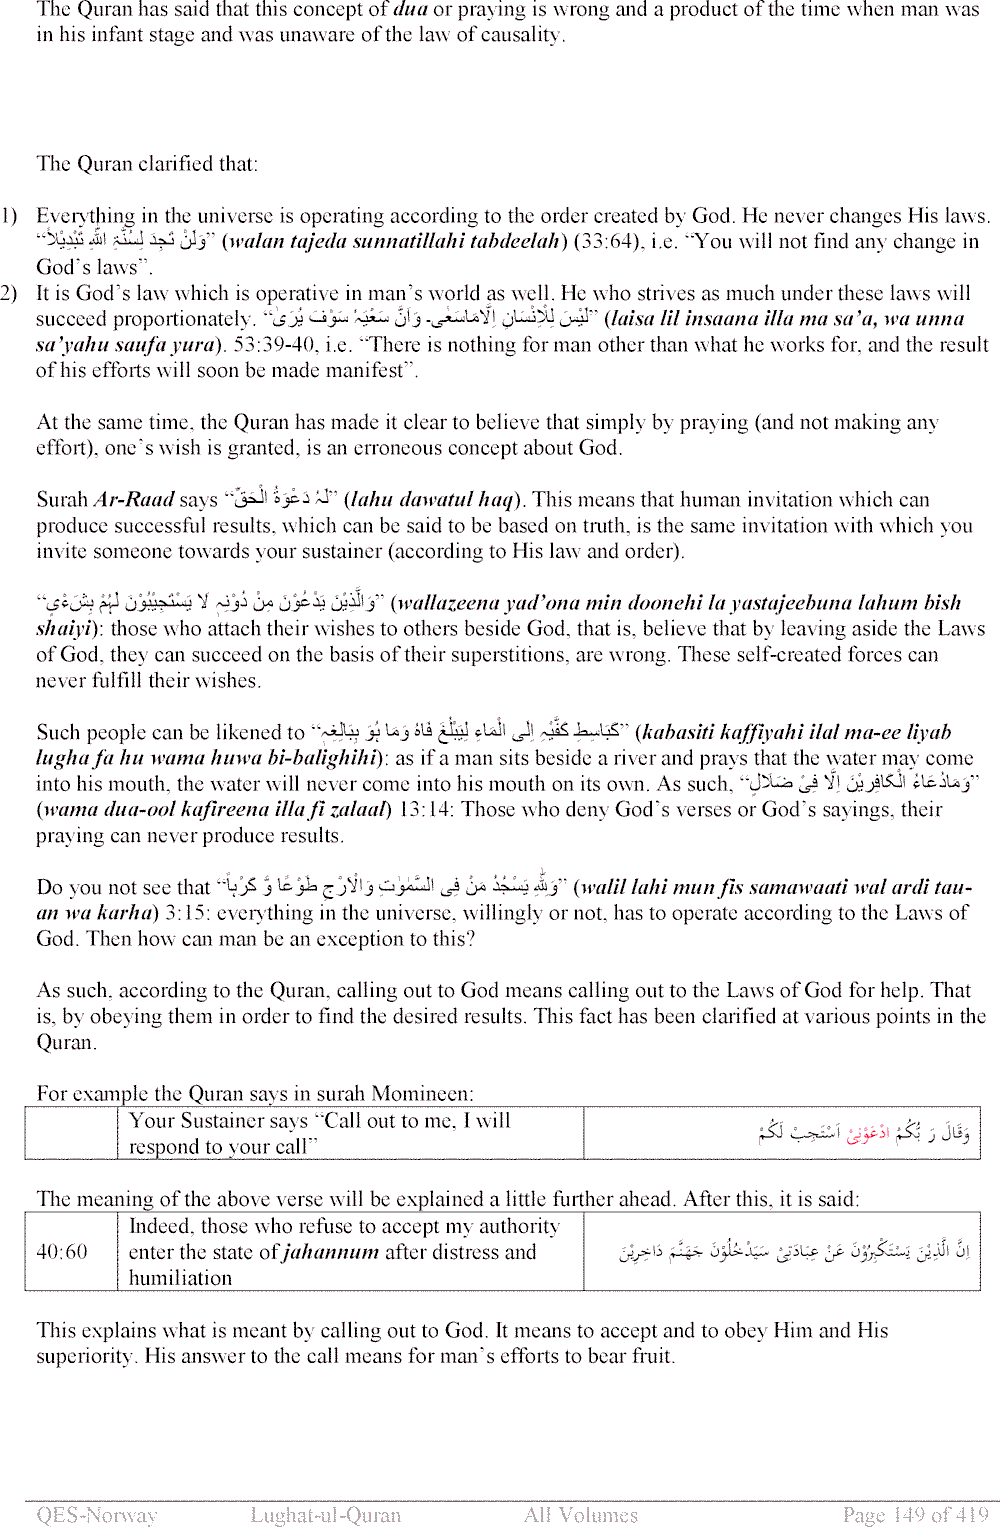 The Quran has said that this concept of dua or praying is wrong and a product of the time when man was
in his infant stage and was unaware of the law of causality.
The Quran clarified that:
1) Everything in the universe is operating according to the order created by God. He never changes His laws.
“وَلَنْ تَجِدَ لِسُنَّۃِ اللّٰہِ تَبْدِیْلاً” (walan tajeda sunnatillahi tabdeelah) (33:64), i.e. “You will not find any change in
God’s laws”.
2) It is God’s law which is operative in man’s world as well. He who strives as much under these laws will
succeed proportionately. “لَیْسَ لِلْاِنْسَانِ اِلَّامَاسَعٰی۔ وَاَنَّ سَعْیَہٗ سَوْفَ یُرَیٰ” (laisa lil insaana illa ma sa’a, wa unna
sa’yahu saufa yura). 53:39-40, i.e. “There is nothing for man other than what he works for, and the result
of his efforts will soon be made manifest”.
At the same time, the Quran has made it clear to believe that simply by praying (and not making any
effort), one’s wish is granted, is an erroneous concept about God.
Surah Ar-Raad says “لَہٗ دَعْوَۃُ الْحَقِّ” (lahu dawatul haq). This means that human invitation which can
produce successful results, which can be said to be based on truth, is the same invitation with which you
invite someone towards your sustainer (according to His law and order).
“وَالَّذِیْنَ یَدْعُوْنَ مِنْ دُوْنِہٖ لَا یَسْتَجِیْبُوْنَ لَہُمْ بِشَیْءٍ” (wallazeena yad’ona min doonehi la yastajeebuna lahum bish
shaiyi): those who attach their wishes to others beside God, that is, believe that by leaving aside the Laws
of God, they can succeed on the basis of their superstitions, are wrong. These self-created forces can
never fulfill their wishes.
Such people can be likened to “کَبَاسِطِ کَفَّیْہِ اِلَی الْمَاءِ لِیَبْلُغَ فَاہُ وَمَا ہُوَ بِبَالِغِہٖ” (kabasiti kaffiyahi ilal ma-ee liyab
lugha fa hu wama huwa bi-balighihi): as if a man sits beside a river and prays that the water may come
into his mouth, the water will never come into his mouth on its own. As such, “وَمَادُعَاءُ الْکَافِرِیْنَ اِلَّا فِیْ ضَلَالٍ”
(wama dua-ool kafireena illa fi zalaal) 13:14: Those who deny God’s verses or God’s sayings, their
praying can never produce results.
Do you not see that “وَلِلّٰہِ یَسْجُدُ مَنْ فِی السَّمٰوٰتِ وَالْاَرْضِ طَوْعًا وَّ کَرْہاً” (walil lahi mun fis samawaati wal ardi tau-
an wa karha) 3:15: everything in the universe, willingly or not, has to operate according to the Laws of
God. Then how can man be an exception to this?
As such, according to the Quran, calling out to God means calling out to the Laws of God for help. That
is, by obeying them in order to find the desired results. This fact has been clarified at various points in the
Quran.
For example the Quran says in surah Momineen:
Your Sustainer says “Call out to me, I will
respond to your call”
وَقَالَ رَ بُّکُمْ ادْعُوْنِیْ اَسْتَجِبْ لَکُمْ
The meaning of the above verse will be explained a little further ahead. After this, it is said:
40:60
Indeed, those who refuse to accept my authority
enter the state of jahannum after distress and
humiliation
اِنَّ الَّذِیْنَ یَسْتَکْبِرُوْنَ عَنْ عِبَادَتِیْ سَیَدْخُلُوْنَ جَهَنَّمَ دَاخِرِیْنَ
This explains what is meant by calling out to God. It means to accept and to obey Him and His
superiority. His answer to the call means for man’s efforts to bear fruit.
QES-Norway Lughat-ul-Quran All Volumes Page 149 of 419